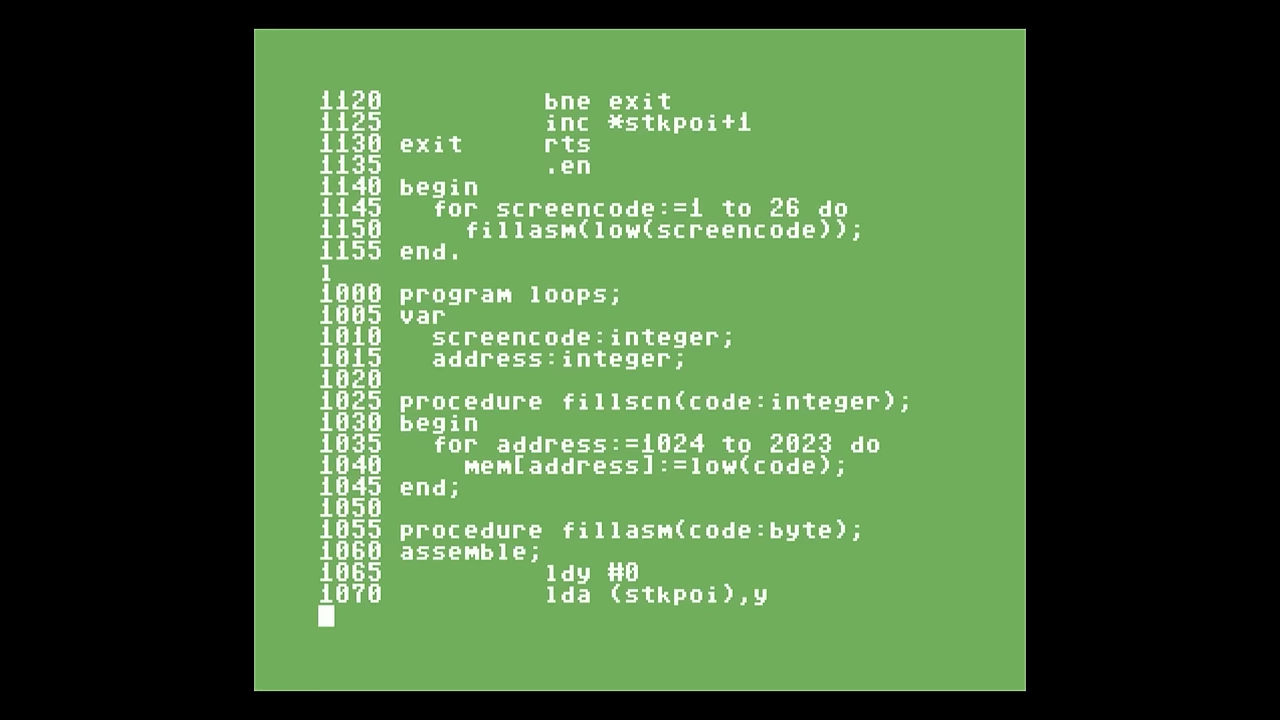 1120          bne exit
1125          inc *stkpoi+1
1130 exit     rts
1135          .en
1140 begin
1145   for screencode:=1 to 26 do
1150     fillasm(low(screencode));
1155 end.
l
1000 program loops;
1005 var
1010   screencode:integer;
1015   address:integer;
1020
1025 procedure fillscn(code:integer);
1030 begin
1035   for address:=1024 to 2023 do
1040     mem[address]:=low(code);
1045 end;
1050
1055 procedure fillasm(code:byte);
1060 assemble;
1065          ldy #0
1070          lda (stkpoi),y